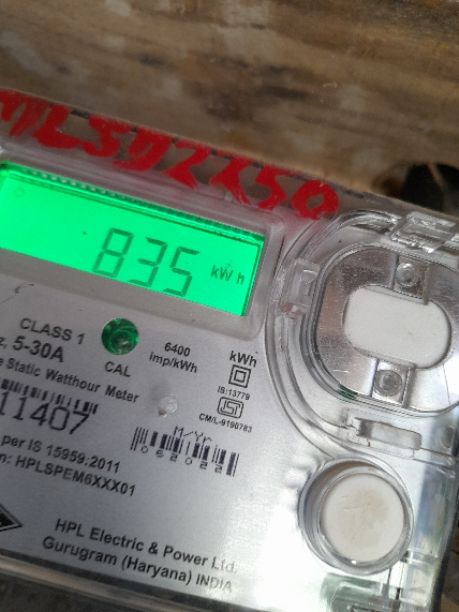 835 kWh
CLASS 1
5-30A
CAL
6400
imp/kWh
kWh
IS:13779
CM/L-9190783
Static Watthour Meter
11407
M/Yr
062022
per IS 15959:2011
HPLSPEM6XXX01
HPL Electric & Power Ltd.
Gurugram (Haryana) INDIA